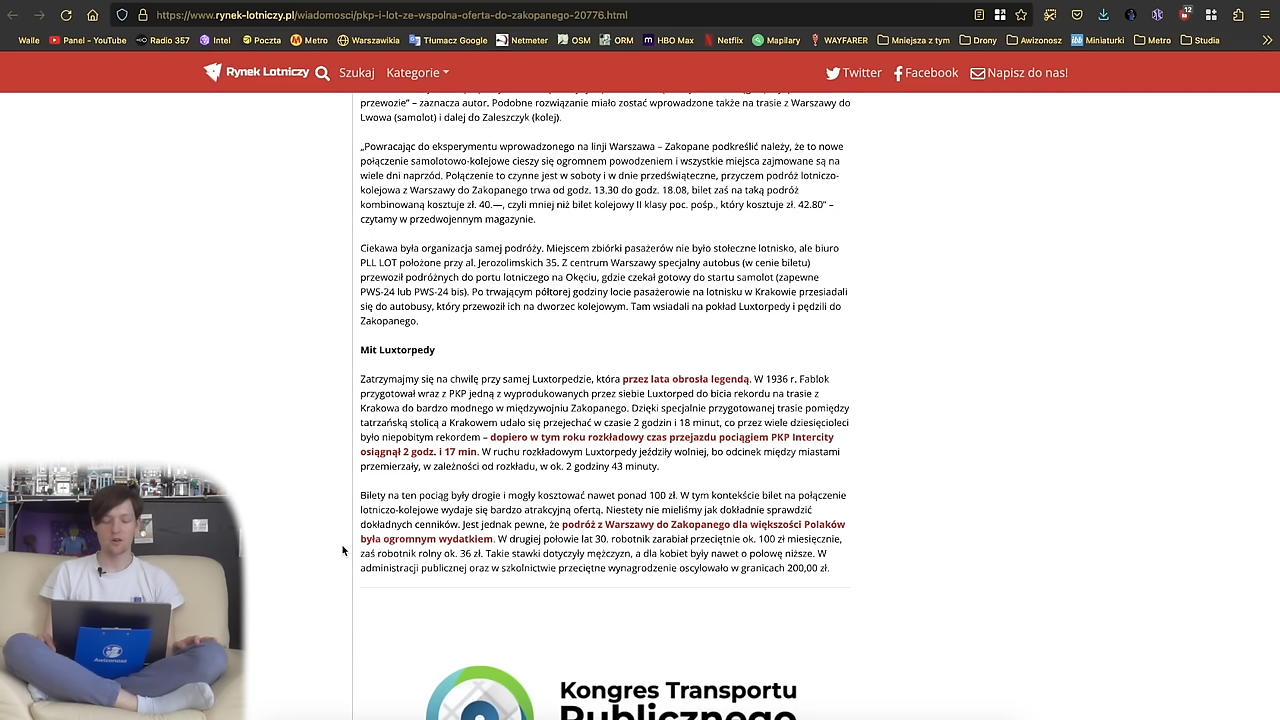 https://www.rynek-lotniczy.pl/wiadomosci/pkp-i-lot-ze-wspolna-oferta-do-zakopanego-20776.html
12
Walle Panel - YouTube Radio 357 Intel Poczta Metro Warszawikia Tłumacz Google Netmeter OSM ORM HBO Max Netflix Mapilary WAYFARER Mniejsza z tym Drony Awizonosz Miniaturki Metro Studia
Rynek Lotniczy Szukaj Kategorie Twitter Facebook Napisz do nas!
przewozie" – zaznacza autor. Podobne rozwiązanie miało zostać wprowadzone także na trasie z Warszawy do
Lwowa (samolot) i dalej do Zaleszczyk (kolej).
„Powracając do eksperymentu wprowadzonego na linji Warszawa – Zakopane podkreślić należy, że to nowe
połączenie samolotowo-kolejowe cieszy się ogromnem powodzeniem i wszystkie miejsca zajmowane są na
wiele dni naprzód. Połączenie to czynne jest w soboty i w dnie przedświąteczne, przyczem podróż lotniczo-
kolejowa z Warszawy do Zakopanego trwa od godz. 13.30 do godz. 18.08, bilet zaś na taką podróż
kombinowaną kosztuje zł. 40.—, czyli mniej niż bilet kolejowy II klasy poc. pośp., który kosztuje zł. 42.80" –
czytamy w przedwojennym magazynie.
Ciekawa była organizacja samej podróży. Miejscem zbiórki pasażerów nie było stołeczne lotnisko, ale biuro
PLL LOT położone przy al. Jerozolimskich 35. Z centrum Warszawy specjalny autobus (w cenie biletu)
przewoził podróżnych do portu lotniczego na Okęciu, gdzie czekał gotowy do startu samolot (zapewne
PWS-24 lub PWS-24 bis). Po trwającym półtorej godziny locie pasażerowie na lotnisku w Krakowie przesiadali
się do autobusy, który przewoził ich na dworzec kolejowym. Tam wsiadali na pokład Luxtorpedy i pędzili do
Zakopanego.
Mit Luxtorpedy
Zatrzymajmy się na chwilę przy samej Luxtorpedzie, która przez lata obrosła legendą. W 1936 r. Fablok
przygotował wraz z PKP jedną z wyprodukowanych przez siebie Luxtorped do bicia rekordu na trasie z
Krakowa do bardzo modnego w międzywojniu Zakopanego. Dzięki specjalnie przygotowanej trasie pomiędzy
tatrzańską stolicą a Krakowem udało się przejechać w czasie 2 godzin i 18 minut, co przez wiele dziesięcioleci
było niepobitym rekordem – dopiero w tym roku rozkładowy czas przejazdu pociągiem PKP Intercity
osiągnął 2 godz. i 17 min. W ruchu rozkładowym Luxtorpedy jeździły wolniej, bo odcinek między miastami
przemierzały, w zależności od rozkładu, w ok. 2 godziny 43 minuty.
Bilety na ten pociąg były drogie i mogły kosztować nawet ponad 100 zł. W tym kontekście bilet na połączenie
lotniczo-kolejowe wydaje się bardzo atrakcyjną ofertą. Niestety nie mieliśmy jak dokładnie sprawdzić
dokładnych cenników. Jest jednak pewne, że podróż z Warszawy do Zakopanego dla większości Polaków
była ogromnym wydatkiem. W drugiej połowie lat 30. robotnik zarabiał przeciętnie ok. 100 zł miesięcznie,
zaś robotnik rolny ok. 36 zł. Takie stawki dotyczyły mężczyzn, a dla kobiet były nawet o połowę niższe. W
administracji publicznej oraz w szkolnictwie przeciętne wynagrodzenie oscylowało w granicach 200,00 zł.
Awizonosz
Kongres Transportu
Publicznego